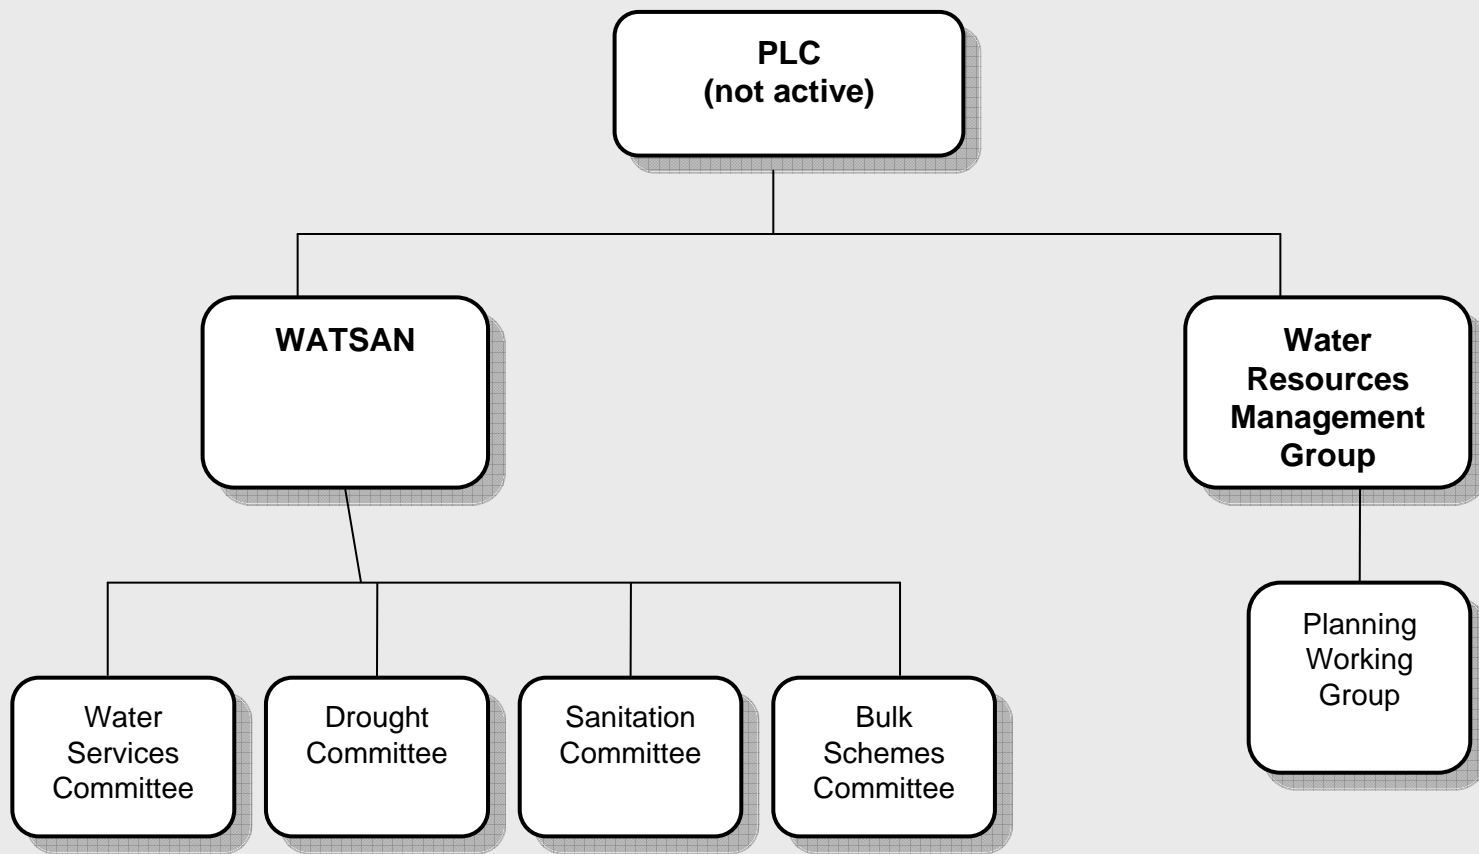 PLC
(not active)
WATSAN
Water
Resources
Management
Group
Planning
Working
Group
Water
Services
Committee
Drought
Committee
Sanitation
Committee
Bulk
Schemes
Committee